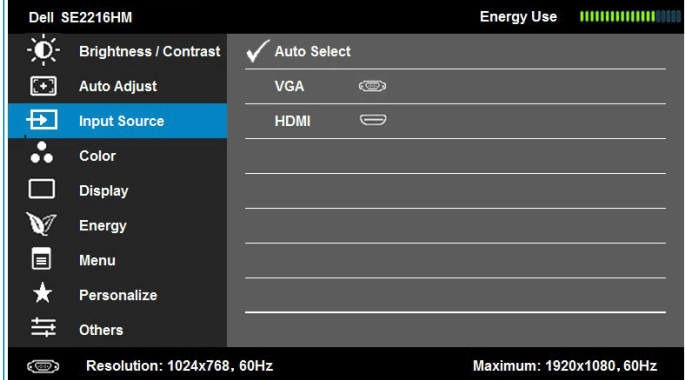 Dell SE2216HM Energy Use
Brightness / Contrast Auto Select
Auto Adjust VGA
Input Source HDMI
Color
Display
Energy
Menu
Personalize
Others
Resolution: 1024x768, 60Hz Maximum: 1920x1080, 60Hz